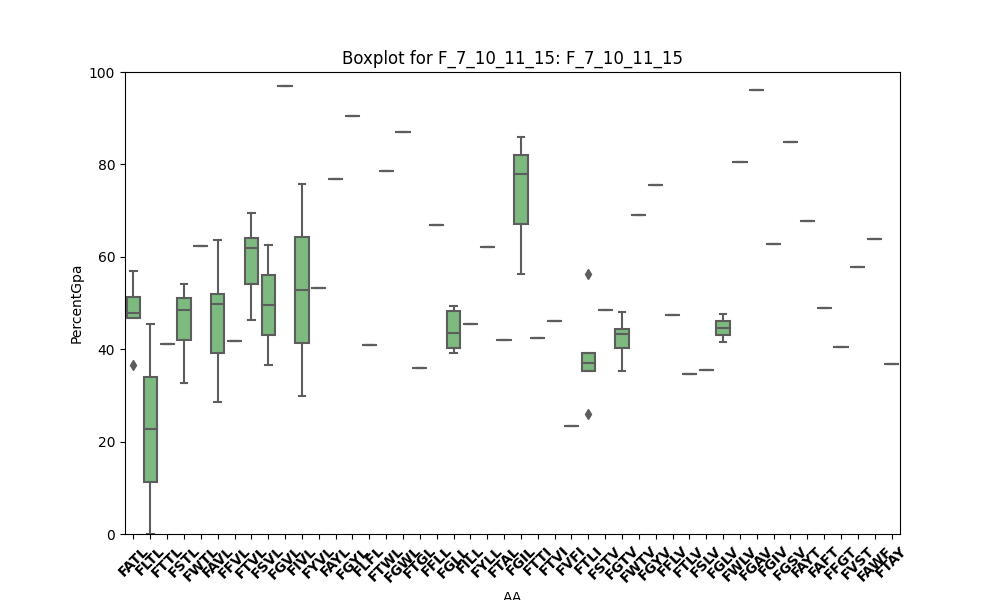 Boxplot for F_7_10_11_15: F_7_10_11_15
PercentGpa
100
80
60
40
20
0
FATL FLTL FTTL FSTL FWTL FAVL FFVL FTVL FSVL FGVL FIVL FYVL FAYL FGYL FLFL FTWL FGWL FTGL FFLL FGLL FILL FYLL FTAL FGIL FTTI FTVI FVFI FTLI FSTV FGTV FWTV FGYV FFLV FTLV FSLV FGLV FWLV FGAV FGIV FGSV FAYT FAFT FFGT FVST FAWF FTAY
AA